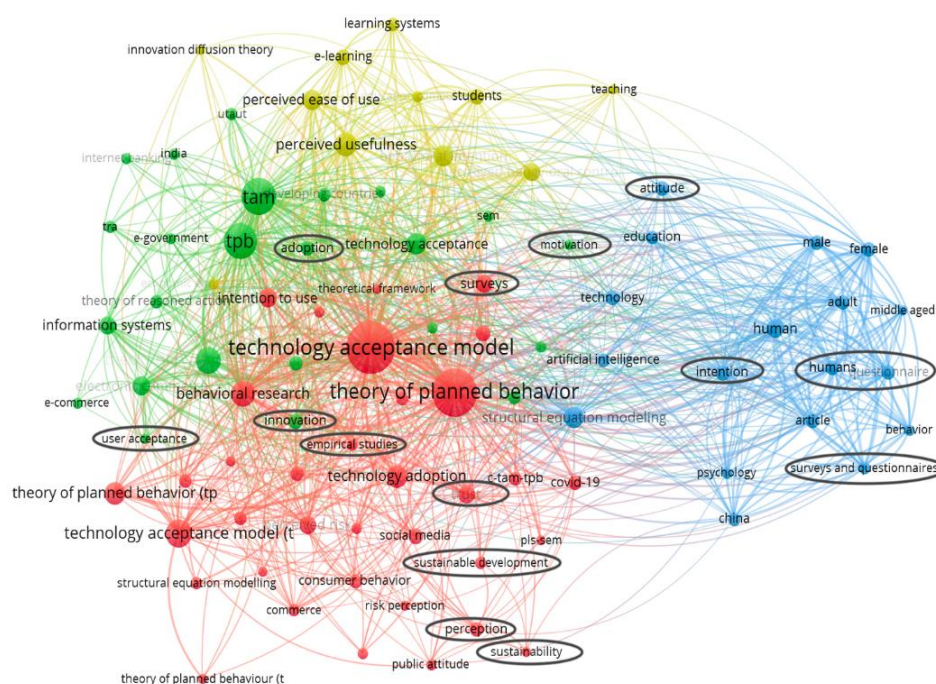 learning systems
innovation diffusion theory
e-learning
teaching
perceived ease of use
students
utaut
perceived usefulness
internet banking
india
attitude
tam
developing countries
sem
tra
e-government
tpb
adoption
technology acceptance
motivation
education
male
female
surveys
theoretical framework
theory of reasoned action
intention to use
technology
adult
middle aged
information systems
human
technology acceptance model
artificial intelligence
humans
questionnaire
intention
theory of planned behavior
behavioral research
e-commerce
structural equation modeling
innovation
article
behavior
user acceptance
empirical studies
surveys and questionnaires
psychology
technology adoption
c-tam-tpb
covid-19
theory of planned behavior (tp
trust
china
technology acceptance model (t
social media
pls-sem
sustainable development
structural equation modelling
consumer behavior
commerce
risk perception
perception
sustainability
public attitude
theory of planned behaviour (t